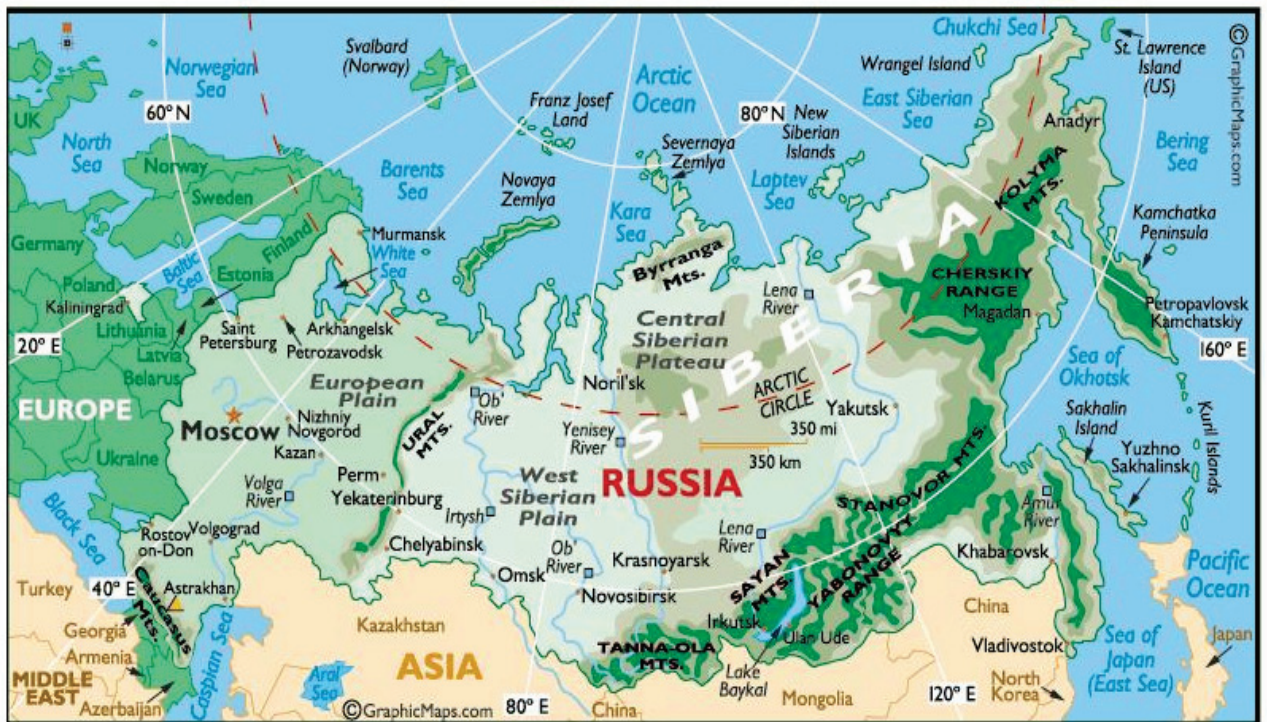 Chukchi Sea
©GraphicMaps.com
Svalbard
(Norway)
Norwegian
Sea
Wrangel Island
St. Lawrence
Island
(US)
Arctic
Ocean
Franz Josef
Land
East Siberian
Sea
60° N
80° N
New
Siberian
Islands
UK
Anadyr
North
Sea
Severnaya
Zemlya
Bering
Sea
Norway
Barents
Sea
Laptev
Sea
KOLYMA
MTS.
Sweden
Novaya
Zemlya
Kara
Sea
Kamchatka
Peninsula
Germany
Finland
Murmansk
White
Sea
Byrranga
Mts.
SIBERIA
Baltic
Sea
Estonia
Poland
Kaliningrad
CHERSKIY
RANGE
Magadan
Lena
River
Petropavlovsk
Kamchatskiy
Lithuania
Saint
Petersburg
Arkhangelsk
Petrozavodsk
Central
Siberian
Plateau
20° E
160° E
Latvia
Belarus
European
Plain
Noril'sk
ARCTIC
CIRCLE
Sea of
Okhotsk
EUROPE
Moscow
Nizhniy
Novgorod
Ob'
River
URAL
MTS.
Yakutsk
Sakhalin
Island
Kuril Islands
Kazan
Yenisey
River
350 mi
350 km
Yuzhno
Sakhalinsk
Ukraine
Volga
River
Perm
Yekaterinburg
West
Siberian
Plain
RUSSIA
STANOVOR MTS.
Irtysh
Amur
River
Black Sea
Rostov
on-Don
Volgograd
Chelyabinsk
Lena
River
YABONOVYY
RANGE
Khabarovsk
Ob'
River
Krasnoyarsk
SAYAN
MTS.
Pacific
Ocean
Turkey
40° E
Caucasus
Mts.
Astrakhan
Omsk
Novosibirsk
China
Georgia
Kazakhstan
Irkutsk
Ulan Ude
Vladivostok
Sea of
Japan
(East Sea)
Japan
Armenia
Caspian Sea
ASIA
TANNA-OLA
MTS.
MIDDLE
EAST
Aral
Sea
Lake
Baykal
North
Korea
Azerbaijan
©GraphicMaps.com
80° E
China
Mongolia
120° E